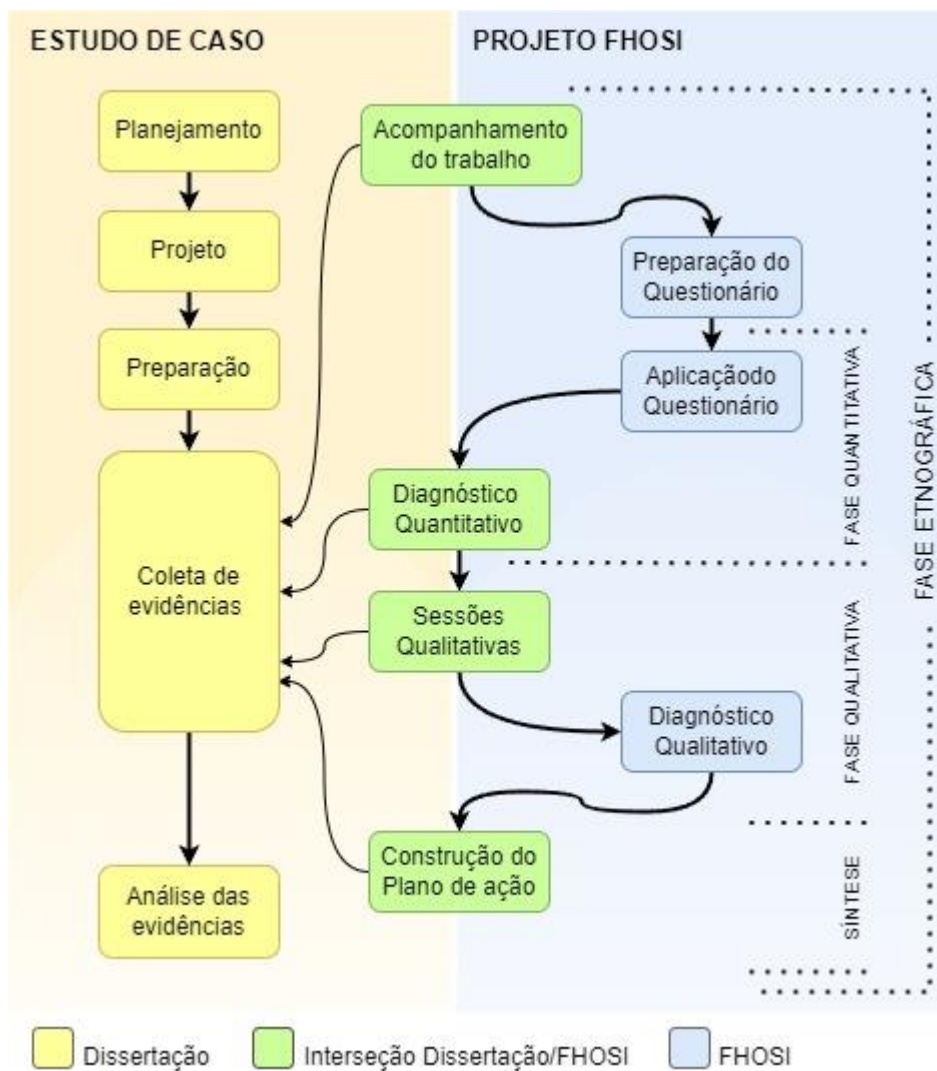 ESTUDO DE CASO
PROJETO FHOSI
Planejamento
Acompanhamento
do trabalho
Projeto
Preparação do
Questionário
Preparação
Aplicaçãodo
Questionário
Diagnóstico
Quantitativo
Coleta de
evidências
Sessões
Qualitativas
Diagnóstico
Qualitativo
Construção do
Plano de ação
Análise das
evidências
FASE QUANTITATIVA
FASE QUALITATIVA
SÍNTESE
FASE ETNOGRÁFICA
Dissertação
Interseção Dissertação/FHOSI
FHOSI